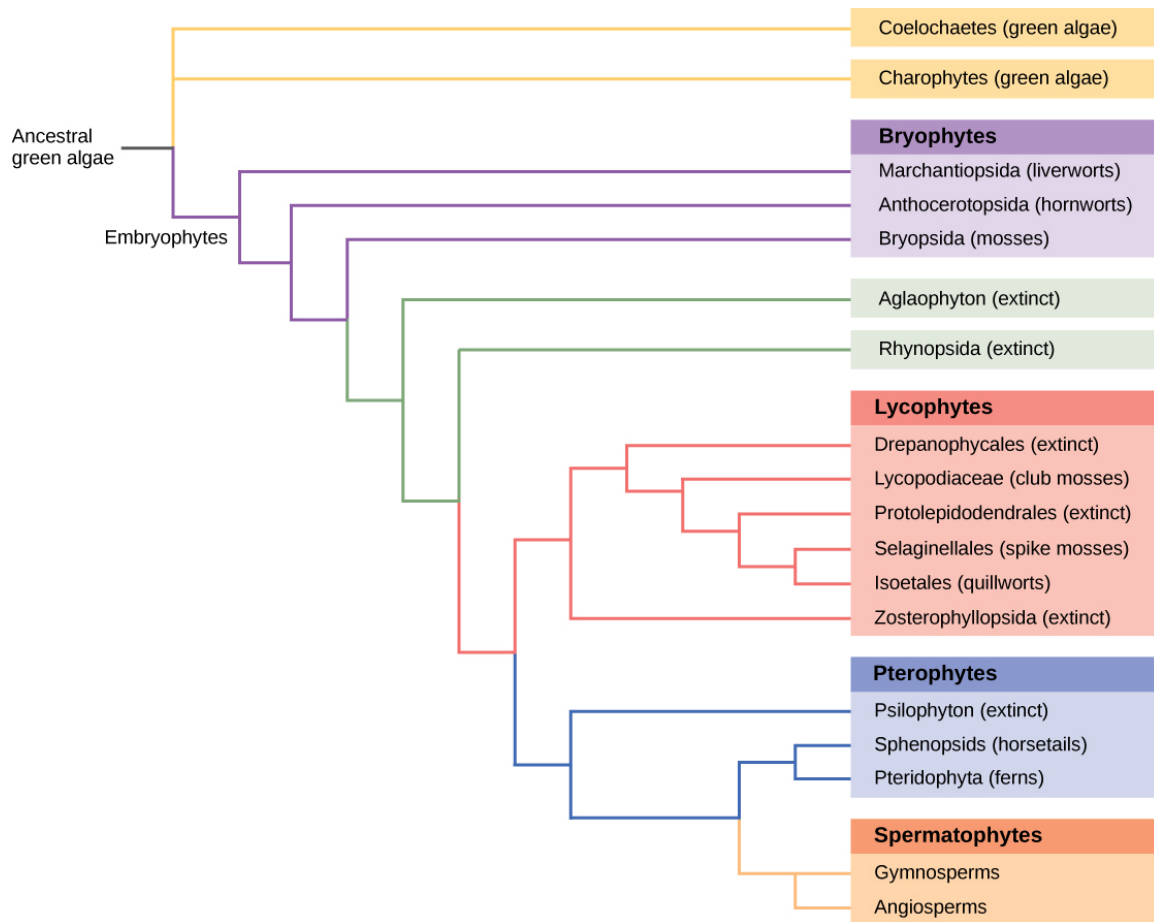 Coelochaetes (green algae)
Charophytes (green algae)
Ancestral
green algae
Bryophytes
Marchantiopsida (liverworts)
Anthocerotopsida (hornworts)
Embryophytes
Bryopsida (mosses)
Aglaophyton (extinct)
Rhynopsida (extinct)
Lycophytes
Drepanophycales (extinct)
Lycopodiaceae (club mosses)
Protolepidodendrales (extinct)
Selaginellales (spike mosses)
Isoetales (quillworts)
Zosterophyllopsida (extinct)
Pterophytes
Psilophyton (extinct)
Sphenopsids (horsetails)
Pteridophyta (ferns)
Spermatophytes
Gymnosperms
Angiosperms